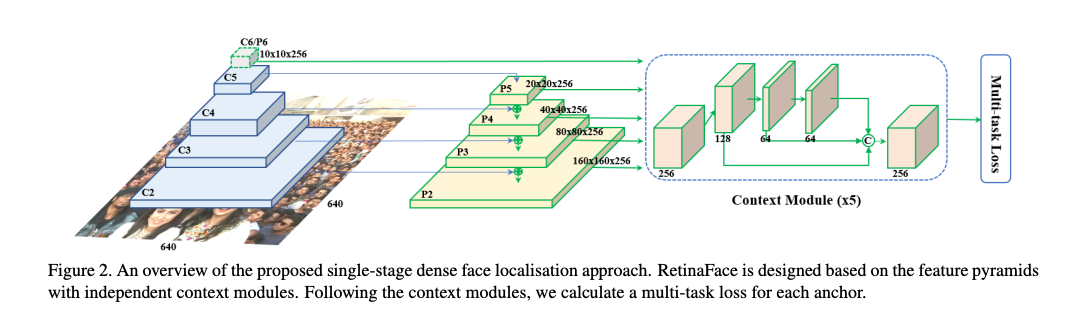 C6/P6
10x10x256
C5
C4
C3
C2
640
640
P5
20x20x256
P4
40x40x256
P3
80x80x256
P2
160x160x256
256
128
64
64
C
256
Context Module (x5)
Multi-task Loss
Figure 2. An overview of the proposed single-stage dense face localisation approach. RetinaFace is designed based on the feature pyramids
with independent context modules. Following the context modules, we calculate a multi-task loss for each anchor.